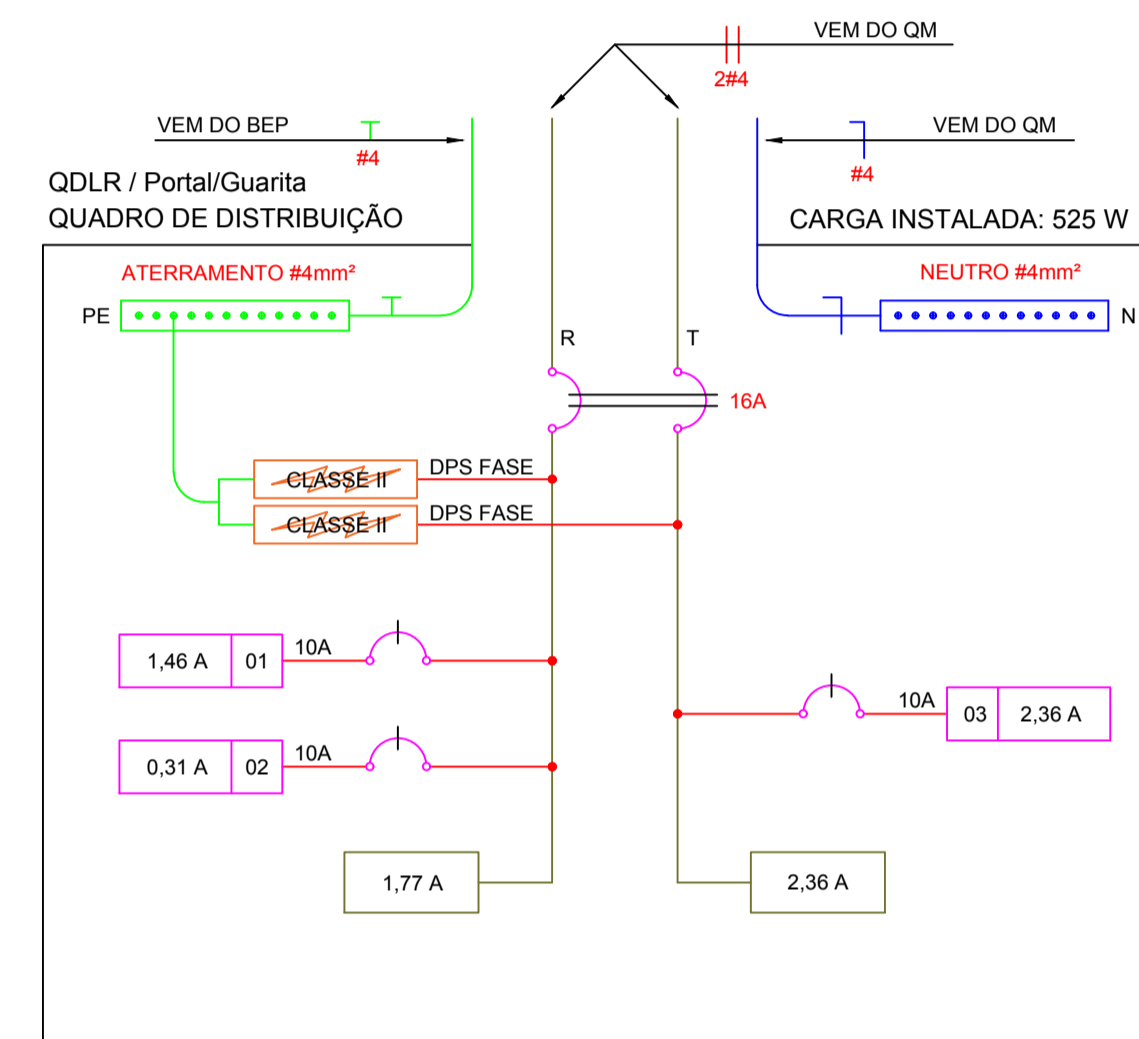 VEM DO QM
2#4
VEM DO BEP
#4
VEM DO QM
#4
QDLR / Portal/Guarita
QUADRO DE DISTRIBUIÇÃO
CARGA INSTALADA: 525 W
ATERRAMENTO #4mm²
NEUTRO #4mm²
PE
N
R
T
16A
CLASSE II
DPS FASE
CLASSE II
DPS FASE
1,46 A
01
10A
10A
03
2,36 A
0,31 A
02
10A
1,77 A
2,36 A